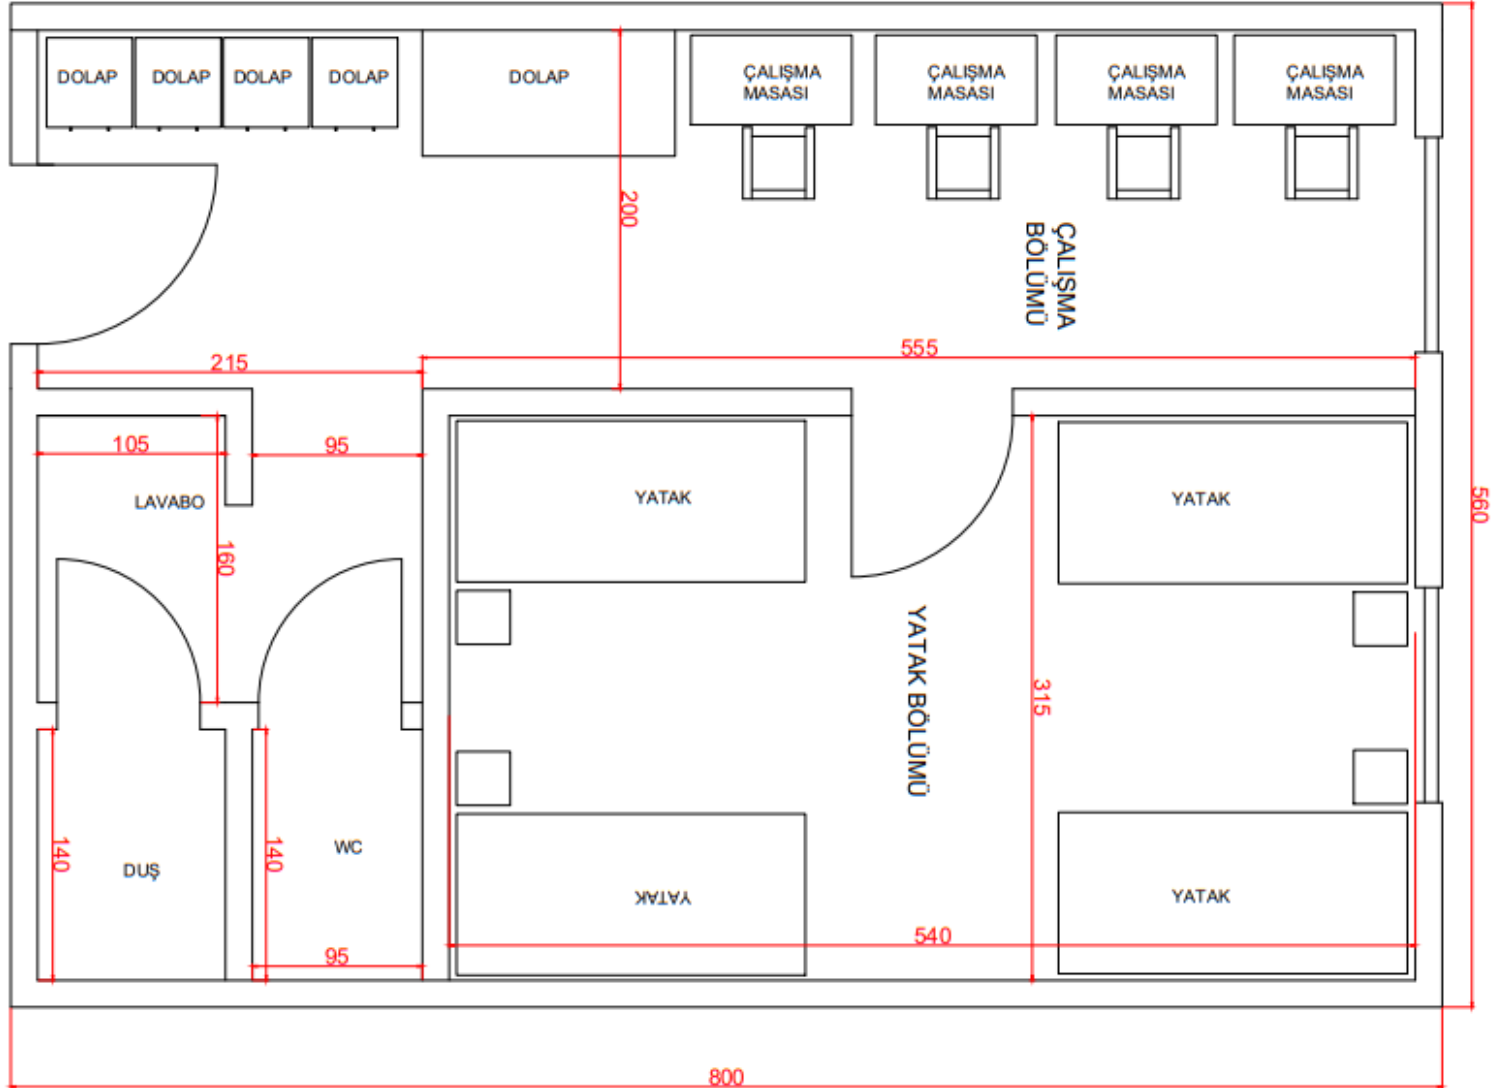 DOLAP
DOLAP
DOLAP
DOLAP
DOLAP
ÇALIŞMA
MASASI
ÇALIŞMA
MASASI
ÇALIŞMA
MASASI
ÇALIŞMA
MASASI
200
ÇALIŞMA
BÖLÜMÜ
215
555
105
95
LAVABO
YATAK
YATAK
560
160
YATAK BÖLÜMÜ
315
140
DUŞ
140
WC
YATAK
YATAK
540
95
800